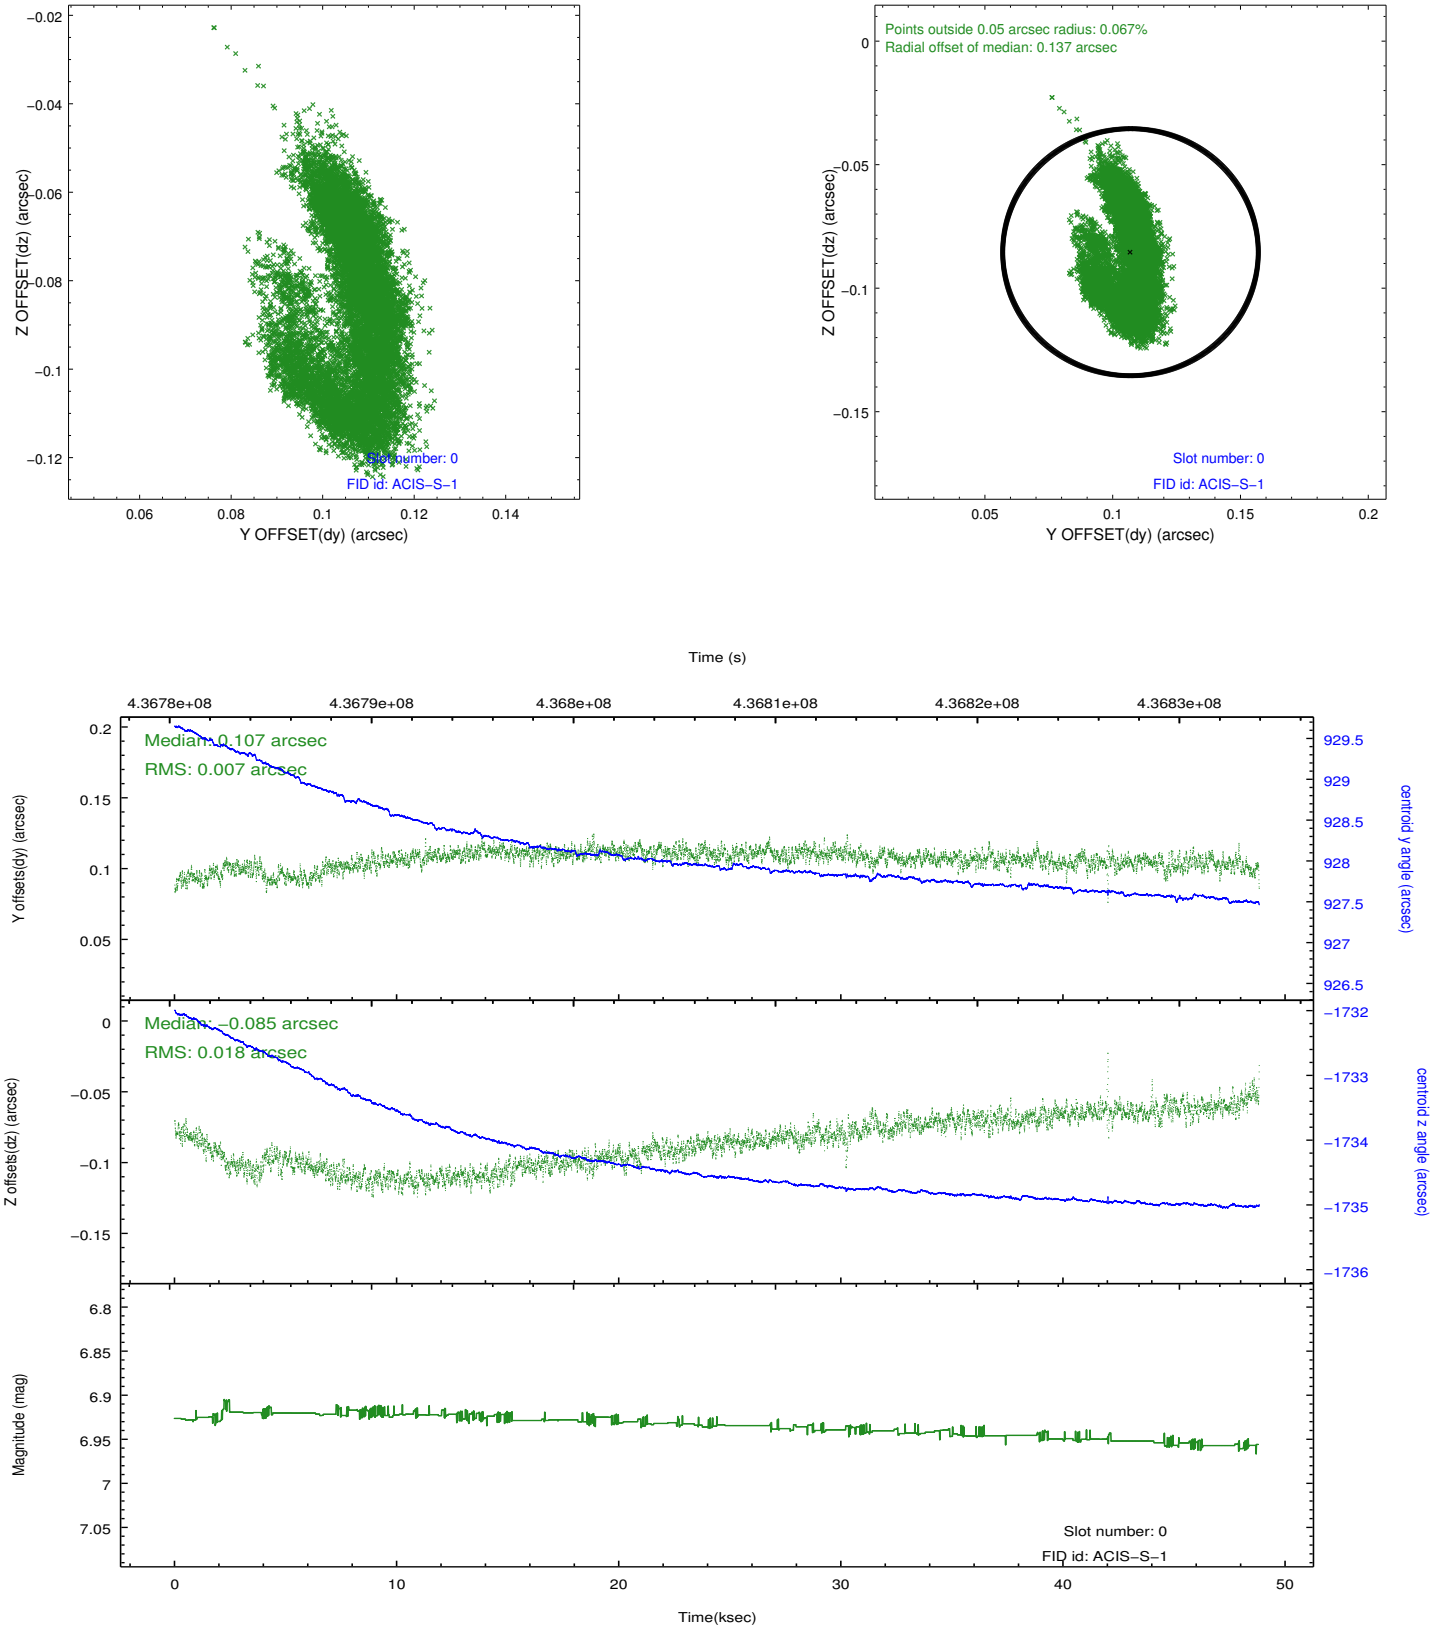 −0.02
−0.04
−0.06
−0.08
−0.1
−0.12
Z OFFSET(dz) (arcsec)
Slot number: 0
FID id: ACIS−S−1
0.06 0.08 0.1 0.12 0.14
Y OFFSET(dy) (arcsec)
Points outside 0.05 arcsec radius: 0.067%
Radial offset of median: 0.137 arcsec
0
−0.05
−0.1
−0.15
Z OFFSET(dz) (arcsec)
Slot number: 0
FID id: ACIS−S−1
0.05 0.1 0.15 0.2
Y OFFSET(dy) (arcsec)
Time (s)
4.3678e+08 4.3679e+08 4.368e+08 4.3681e+08 4.3682e+08 4.3683e+08
Median: 0.107 arcsec
RMS: 0.007 arcsec
0.2
0.15
0.1
0.05
Y offsets(dy) (arcsec)
929.5
929
928.5
928
927.5
927
926.5
centroid y angle (arcsec)
Median: −0.085 arcsec
RMS: 0.018 arcsec
0
−0.05
−0.1
−0.15
Z offsets(dz) (arcsec)
−1732
−1733
−1734
−1735
−1736
centroid z angle (arcsec)
6.8
6.85
6.9
6.95
7
7.05
Magnitude (mag)
Slot number: 0
FID id: ACIS−S−1
0 10 20 30 40 50
Time(ksec)